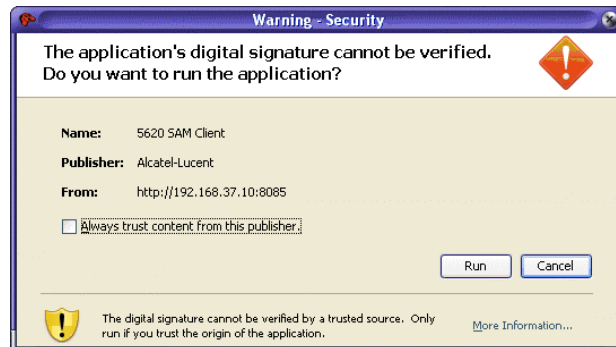 Warning - Security
The application's digital signature cannot be verified.
Do you want to run the application?
Name: 5620 SAM Client
Publisher: Alcatel-Lucent
From: http://192.168.37.10:8085
Always trust content from this publisher.
Run Cancel
The digital signature cannot be verified by a trusted source. Only
run if you trust the origin of the application.
More Information...